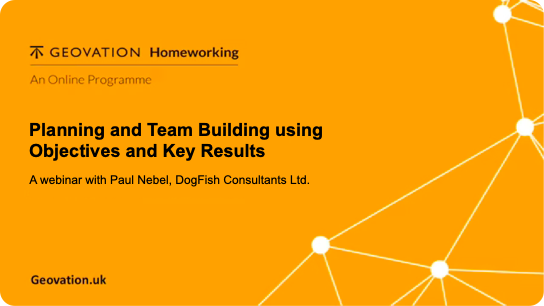 GEOVATION Homeworking
An Online Programme
Planning and Team Building using
Objectives and Key Results
A webinar with Paul Nebel, DogFish Consultants Ltd.
Geovation.uk